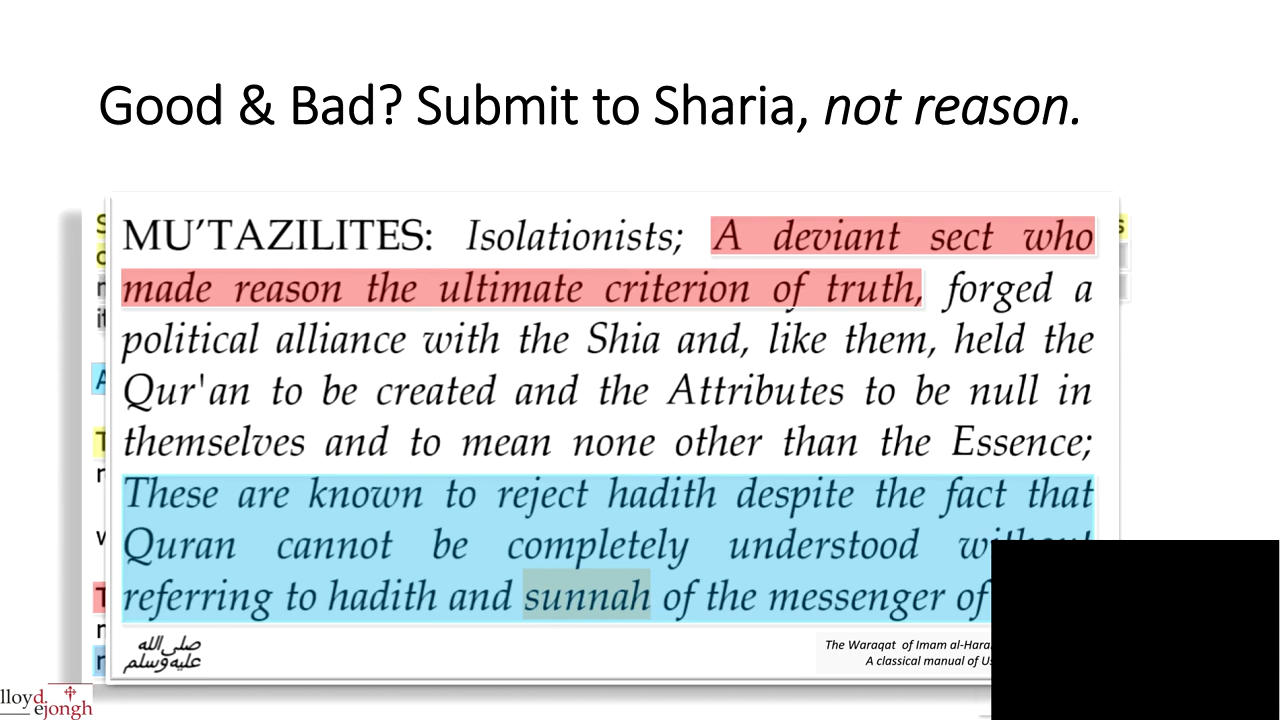 Good & Bad? Submit to Sharia, not reason.
MU'TAZILITES: Isolationists; A deviant sect who
made reason the ultimate criterion of truth, forged a
political alliance with the Shia and, like them, held the
Qur'an to be created and the Attributes to be null in
themselves and to mean none other than the Essence;
These are known to reject hadith despite the fact that
Quran cannot be completely understood without
referring to hadith and sunnah of the messenger of
صلى الله
عليه وسلم
The Waraqat of Imam
A classical manual of
lloyd
ejongh